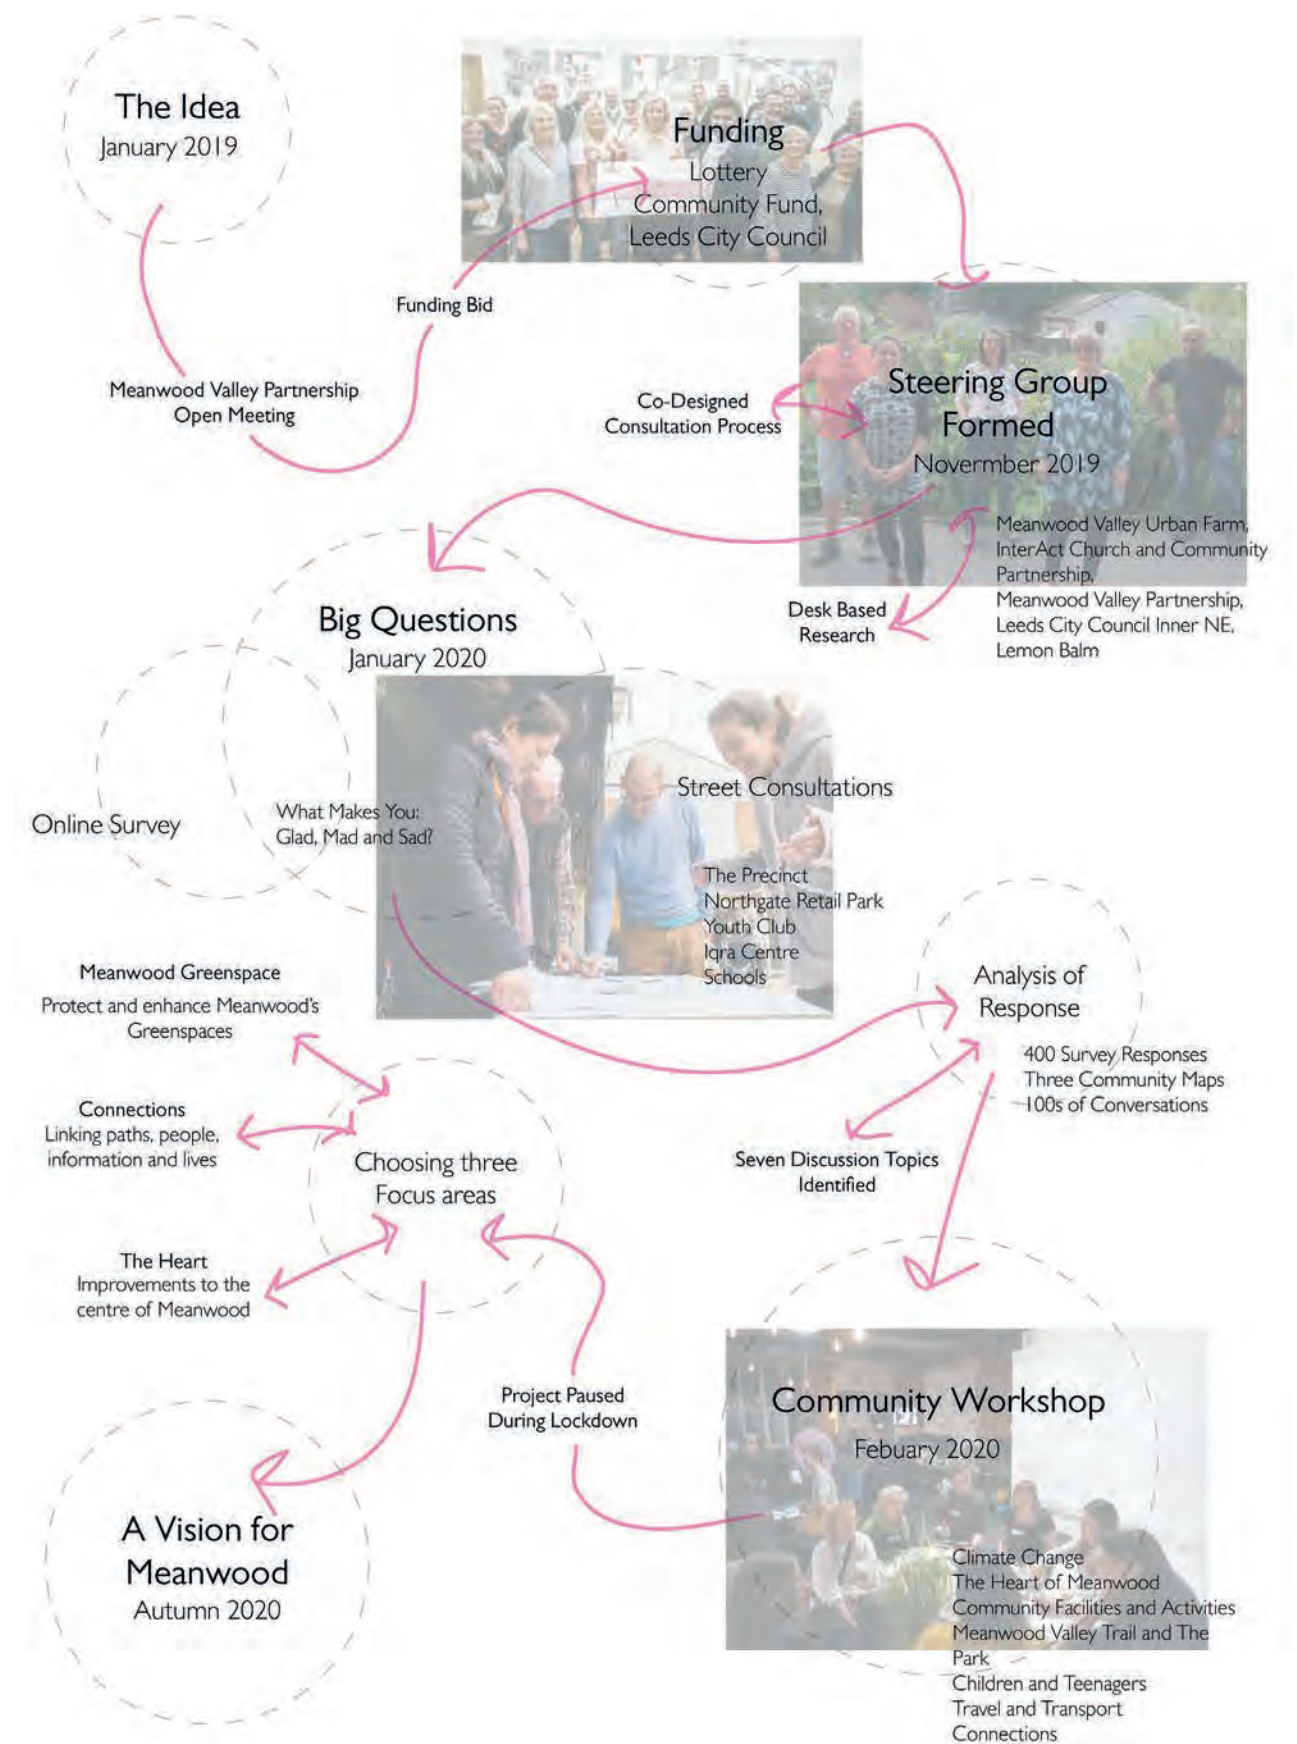 The Idea
January 2019
Funding
Lottery
Community Fund,
Leeds City Council
Funding Bid
Meanwood Valley Partnership
Open Meeting
Co-Designed
Consultation Process
Steering Group
Formed
Novermber 2019
Meanwood Valley Urban Farm,
InterAct Church and Community
Partnership,
Meanwood Valley Partnership,
Leeds City Council Inner NE,
Lemon Balm
Desk Based
Research
Big Questions
January 2020
Online Survey
What Makes You:
Glad, Mad and Sad?
Street Consultations
The Precinct
Northgate Retail Park
Youth Club
Iqra Centre
Schools
Analysis of
Response
400 Survey Responses
Three Community Maps
100s of Conversations
Seven Discussion Topics
Identified
Meanwood Greenspace
Protect and enhance Meanwood's
Greenspaces
Connections
Linking paths, people,
information and lives
Choosing three
Focus areas
The Heart
Improvements to the
centre of Meanwood
Project Paused
During Lockdown
Community Workshop
Febuary 2020
Climate Change
The Heart of Meanwood
Community Facilities and Activities
Meanwood Valley Trail and The
Park
Children and Teenagers
Travel and Transport
Connections
A Vision for
Meanwood
Autumn 2020